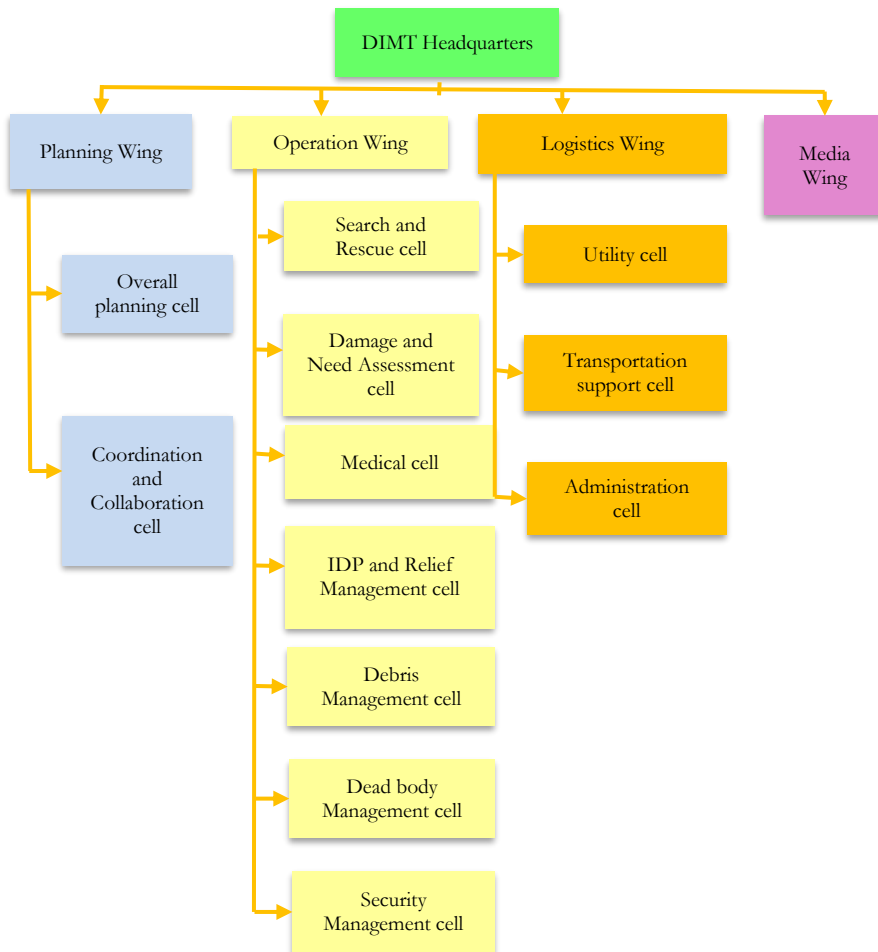 DIMT Headquarters
Planning Wing
Operation Wing
Logistics Wing
Media
Wing
Overall
planning cell
Coordination
and
Collaboration
cell
Search and
Rescue cell
Damage and
Need Assessment
cell
Medical cell
IDP and Relief
Management cell
Debris
Management cell
Dead body
Management cell
Security
Management cell
Utility cell
Transportation
support cell
Administration
cell